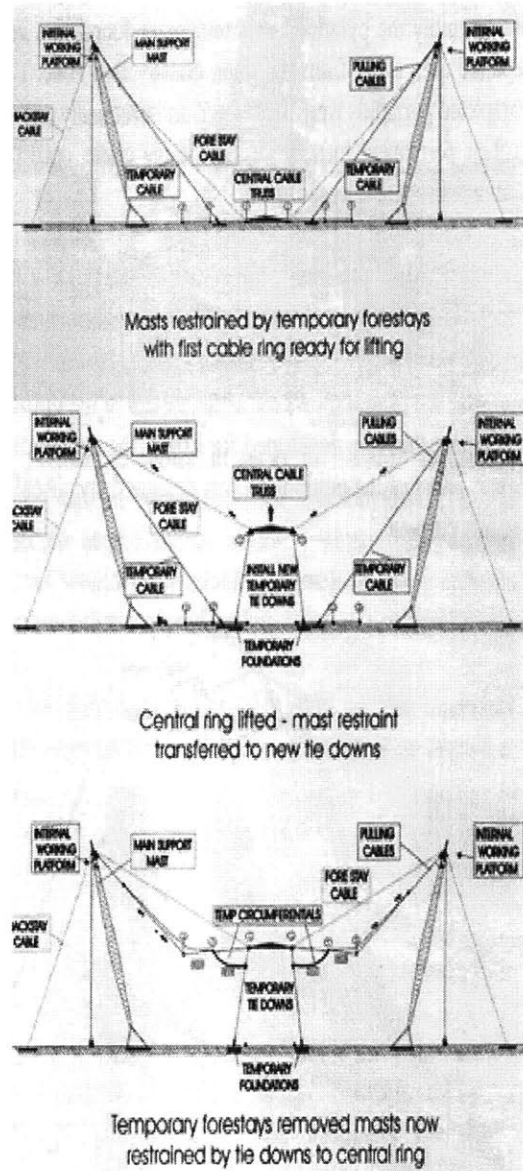 INTERNAL
WORKING
PLATFORM
MAIN SUPPORT
MAST
PULLING
CABLES
INTERNAL
WORKING
PLATFORM
BACKSTAY
CABLE
FORE STAY
CABLE
TEMPORARY
CABLE
CENTRAL CABLE
TRUSS
TEMPORARY
CABLE
Masts restrained by temporary forestays
with first cable ring ready for lifting
INTERNAL
WORKING
PLATFORM
MAIN SUPPORT
MAST
PULLING
CABLES
INTERNAL
WORKING
PLATFORM
CENTRAL CABLE
TRUSS
CKSTAY
CABLE
FORE STAY
CABLE
TEMPORARY
CABLE
INSTALL NEW
TEMPORARY
TIE DOWNS
TEMPORARY
CABLE
TEMPORARY
FOUNDATIONS
Central ring lifted - mast restraint
transferred to new tie downs
INTERNAL
WORKING
PLATFORM
MAIN SUPPORT
MAST
PULLING
CABLES
INTERNAL
WORKING
PLATFORM
FORE STAY
CABLE
BACKSTAY
CABLE
TEMP CIRCUMFERENTIALS
TEMPORARY
TIE DOWNS
TEMPORARY
FOUNDATIONS
Temporary forestays removed masts now
restrained by tie downs to central ring